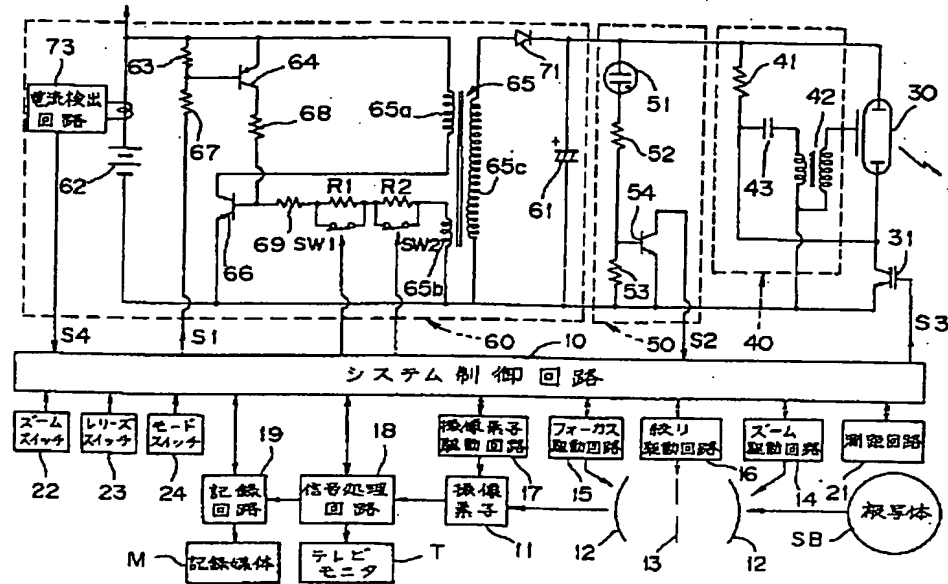 73
電流検出
回路
63
64
67
68
62
65
65a
65c
71
61
R1
R2
69
SW1
SW2
65b
66
51
52
54
53
41
42
43
30
31
40
60
50
S4
S1
S2
S3
10
システム制御回路
ズーム
スイッチ
22
レリーズ
スイッチ
23
モード
スイッチ
24
19
記録
回路
18
信号処理
回路
撮像素子
駆動回路
17
撮像
素子
11
フォーカス
駆動回路
15
絞り
駆動回路
16
ズーム
駆動回路
14
測定回路
21
12
13
12
被写体
SB
M
記録媒体
テレビ
モニタ
T